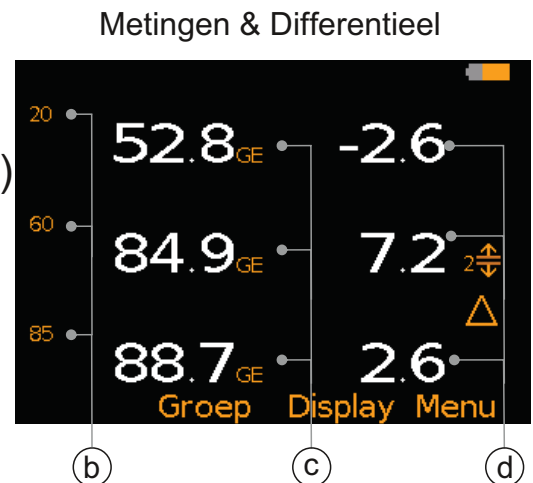 Metingen & Differentieel
20
52.8GE -2.6
)
60
84.9GE 7.2 2
Δ
85
88.7GE 2.6
Groep Display Menu
b c d